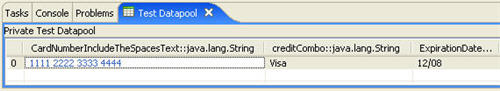 Tasks Console Problems Test Datapool
Private Test Datapool
CardNumberIncludeTheSpacesText::java.lang.String creditCombo::java.lang.String ExpirationDate...
0 1111 2222 3333 4444 Visa 12/08